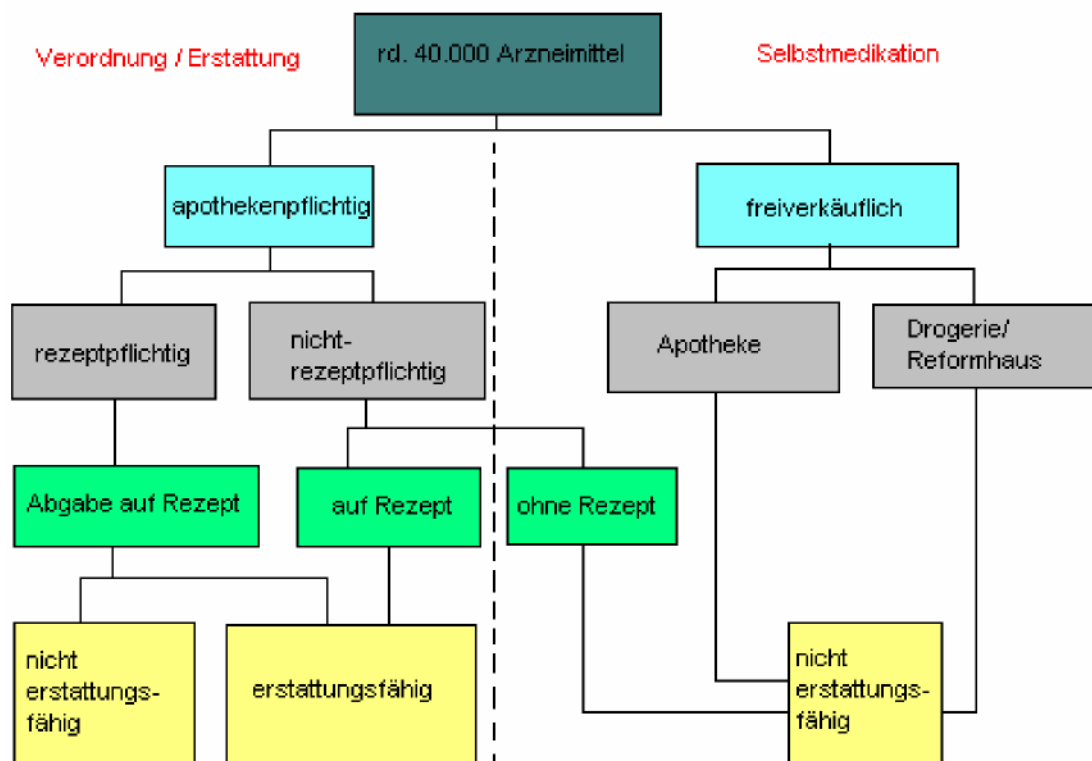 Verordnung / Erstattung
rd. 40.000 Arzneimittel
Selbstmedikation
apothekenpflichtig
freiverkäuflich
rezeptpflichtig
nicht-
rezeptpflichtig
Apotheke
Drogerie/
Reformhaus
Abgabe auf Rezept
auf Rezept
ohne Rezept
nicht
erstattungs-
fähig
erstattungsfähig
nicht
erstattungs-
fähig